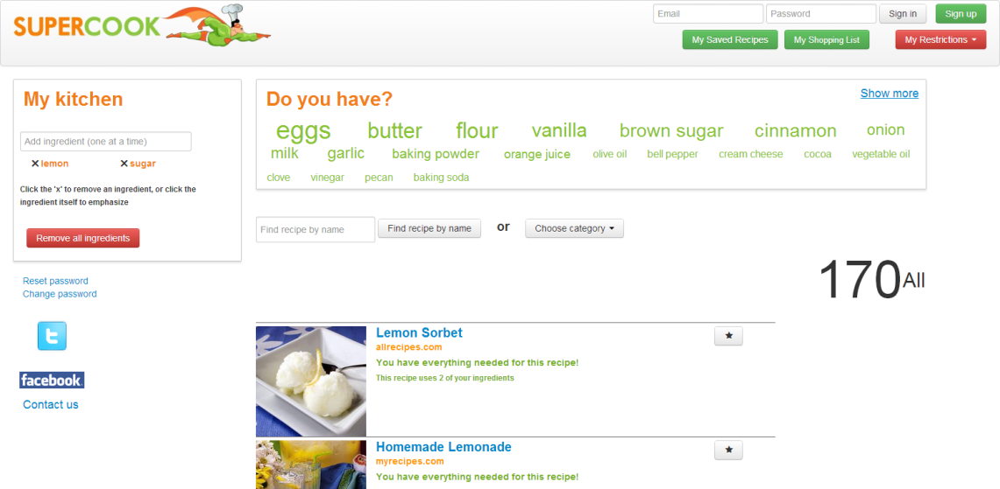 SUPERCOOK
Email Password Sign in Sign up
My Saved Recipes My Shopping List My Restrictions
My kitchen
Add ingredient (one at a time)
lemon sugar
Click the 'x' to remove an ingredient, or click the
ingredient itself to emphasize
Remove all ingredients
Reset password
Change password
t
facebook
Contact us
Do you have? Show more
eggs butter flour vanilla brown sugar cinnamon onion
milk garlic baking powder orange juice olive oil bell pepper cream cheese cocoa vegetable oil
clove vinegar pecan baking soda
Find recipe by name Find recipe by name or Choose category
170 All
Lemon Sorbet
allrecipes.com
You have everything needed for this recipe!
This recipe uses 2 of your ingredients
Homemade Lemonade
myrecipes.com
You have everything needed for this recipe!